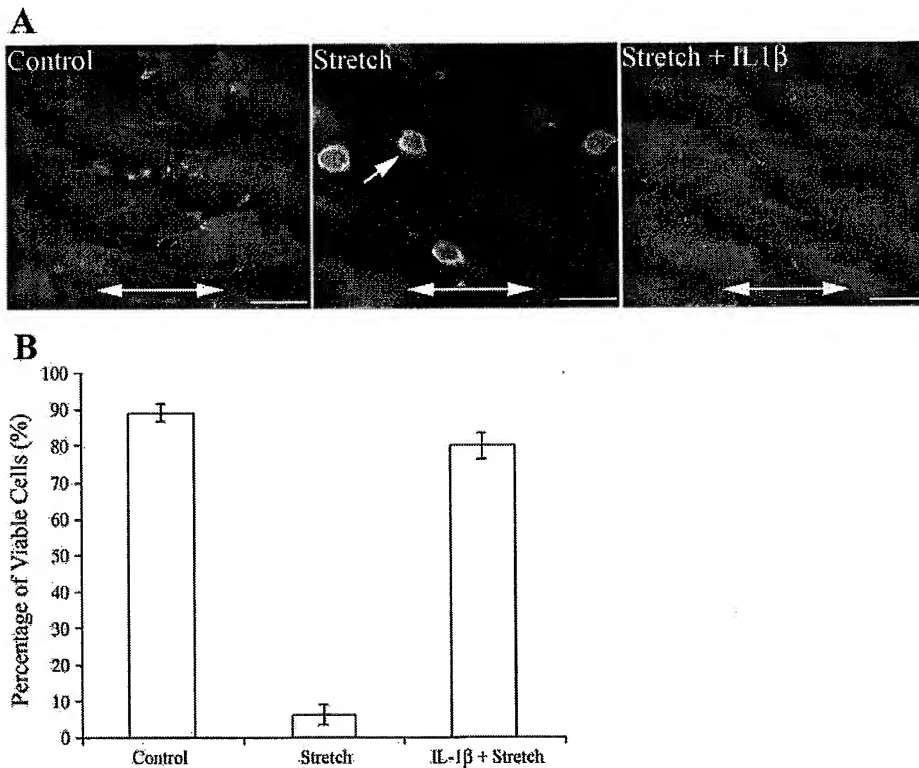 A
Control
Stretch
Stretch + IL1β
B
Percentage of Viable Cells (%)
100
90
80
70
60
50
40
30
20
10
0
Control
Stretch
IL-1β + Stretch